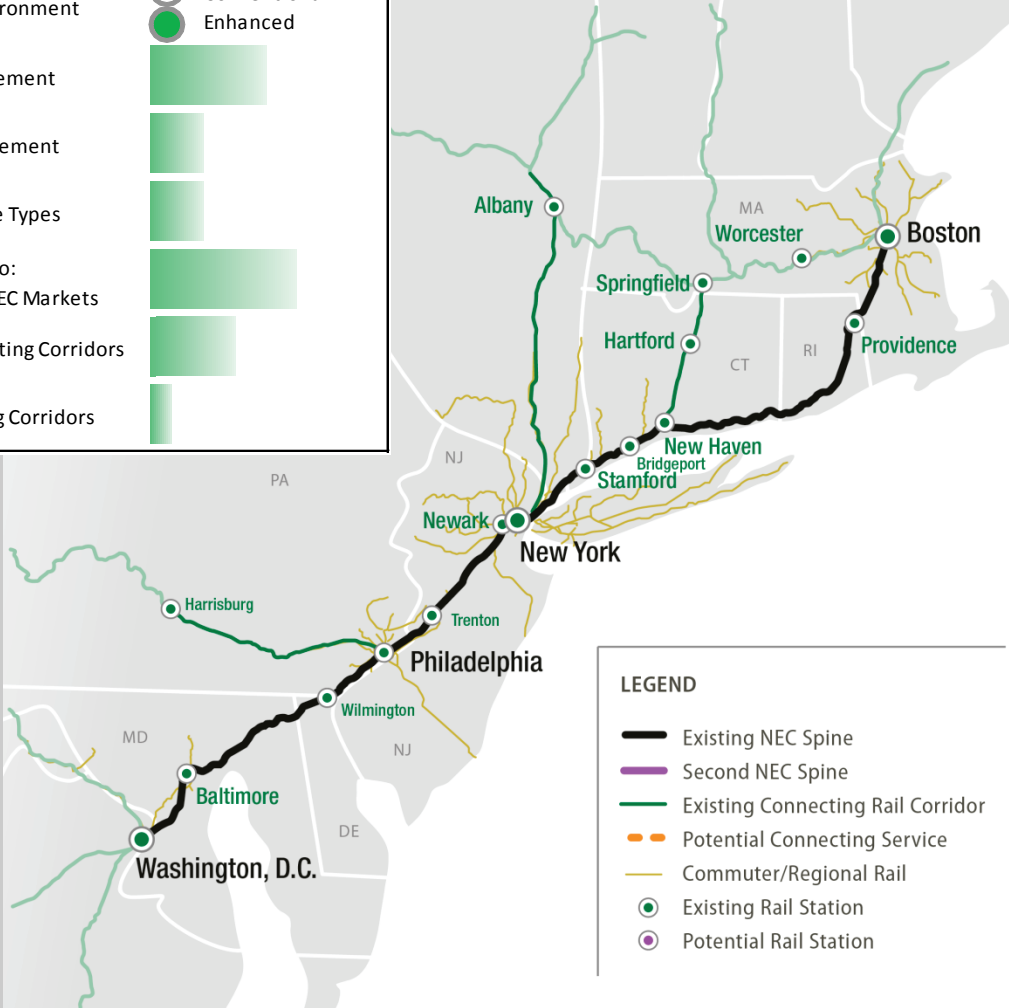 Enhanced
e Types
o:
EC Markets
ting Corridors
g Corridors
Albany
MA
Worcester
Boston
Springfield
Hartford
CT
RI
Providence
New Haven
Bridgeport
Stamford
NJ
PA
Newark
New York
Harrisburg
Trenton
Philadelphia
Wilmington
MD
NJ
Baltimore
DE
Washington, D.C.
LEGEND
Existing NEC Spine
Second NEC Spine
Existing Connecting Rail Corridor
Potential Connecting Service
Commuter/Regional Rail
Existing Rail Station
Potential Rail Station